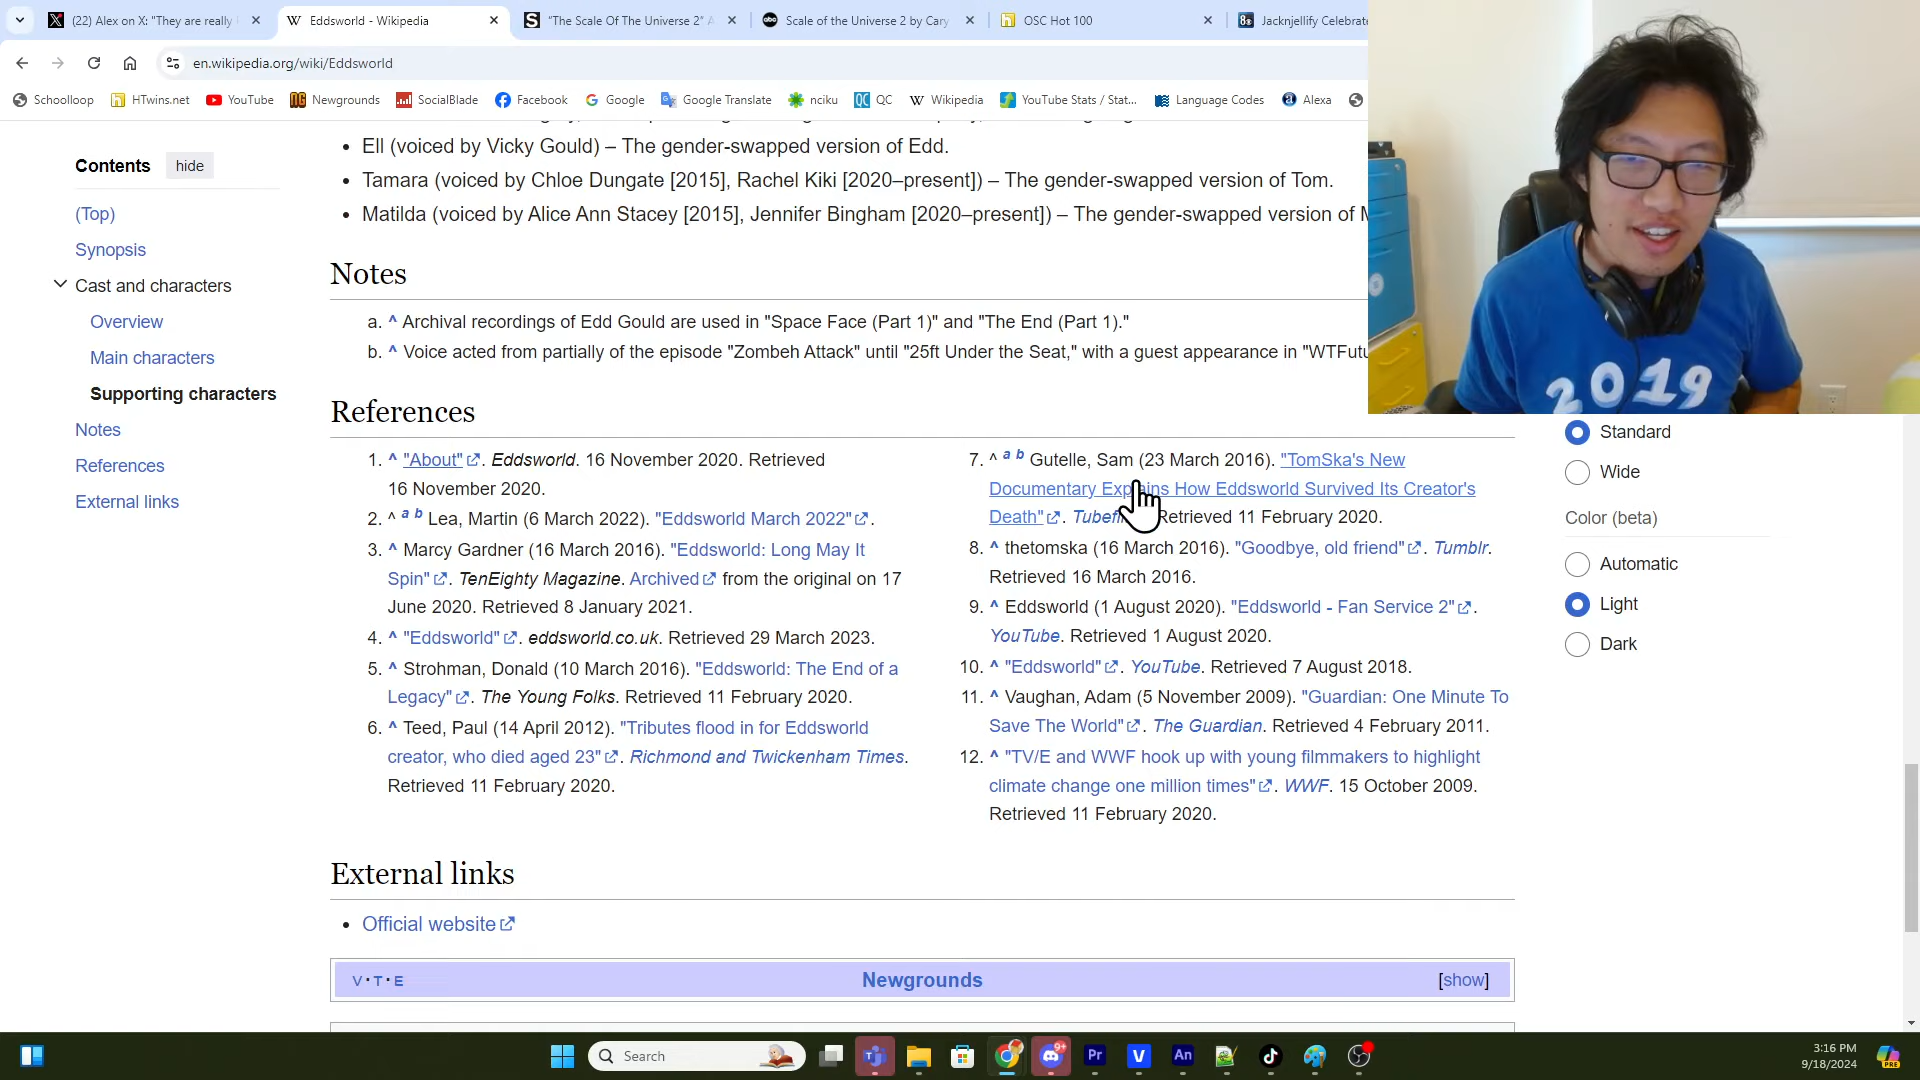 (22) Alex on X: "They are really
Eddsworld - Wikipedia
"The Scale Of The Universe 2" A
Scale of the Universe 2 by Cary
OSC Hot 100
Jacknjellify Celebrate
en.wikipedia.org/wiki/Eddsworld
Schoolloop
HTwins.net
YouTube
Newgrounds
SocialBlade
Facebook
Google
Google Translate
nciku
QC
Wikipedia
YouTube Stats / Stat...
Language Codes
Alexa
Contents
hide
(Top)
Synopsis
Cast and characters
Overview
Main characters
Supporting characters
Notes
References
External links
• Ell (voiced by Vicky Gould) – The gender-swapped version of Edd.
• Tamara (voiced by Chloe Dungate [2015], Rachel Kiki [2020–present]) – The gender-swapped version of Tom.
• Matilda (voiced by Alice Ann Stacey [2015], Jennifer Bingham [2020–present]) – The gender-swapped version of M
Notes
a. ^ Archival recordings of Edd Gould are used in "Space Face (Part 1)" and "The End (Part 1)."
b. ^ Voice acted from partially of the episode "Zombeh Attack" until "25ft Under the Seat," with a guest appearance in "WTFutu
References
1. ^ "About". Eddsworld. 16 November 2020. Retrieved
16 November 2020.
2. ^ a b Lea, Martin (6 March 2022). "Eddsworld March 2022".
3. ^ Marcy Gardner (16 March 2016). "Eddsworld: Long May It
Spin". TenEighty Magazine. Archived from the original on 17
June 2020. Retrieved 8 January 2021.
4. ^ "Eddsworld". eddsworld.co.uk. Retrieved 29 March 2023.
5. ^ Strohman, Donald (10 March 2016). "Eddsworld: The End of a
Legacy". The Young Folks. Retrieved 11 February 2020.
6. ^ Teed, Paul (14 April 2012). "Tributes flood in for Eddsworld
creator, who died aged 23". Richmond and Twickenham Times.
Retrieved 11 February 2020.
7. ^ a b Gutelle, Sam (23 March 2016). "TomSka's New
Documentary Explains How Eddsworld Survived Its Creator's
Death". Retrieved 11 February 2020.
8. ^ thetomska (16 March 2016). "Goodbye, old friend". Tumblr.
Retrieved 16 March 2016.
9. ^ Eddsworld (1 August 2020). "Eddsworld - Fan Service 2".
YouTube. Retrieved 1 August 2020.
10. ^ "Eddsworld". YouTube. Retrieved 7 August 2018.
11. ^ Vaughan, Adam (5 November 2009). "Guardian: One Minute To
Save The World". The Guardian. Retrieved 4 February 2011.
12. ^ "TV/E and WWF hook up with young filmmakers to highlight
climate change one million times". WWF. 15 October 2009.
Retrieved 11 February 2020.
External links
• Official website
V·T·E
Newgrounds
[show]
2019
Standard
Wide
Color (beta)
Automatic
Light
Dark
Search
9+
Pr
V
An
3:16 PM
9/18/2024
PRE